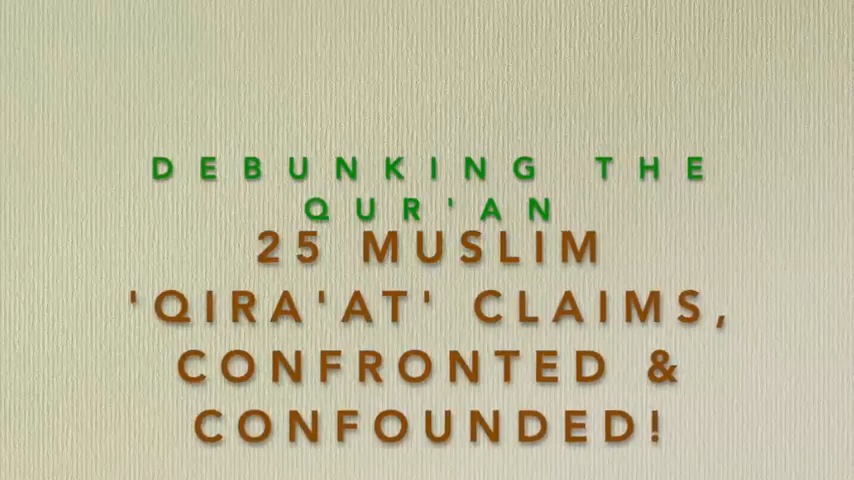 DEBUNKING THE
QUR'AN
25 MUSLIM
'QIRA'AT' CLAIMS,
CONFRONTED &
CONFOUNDED!